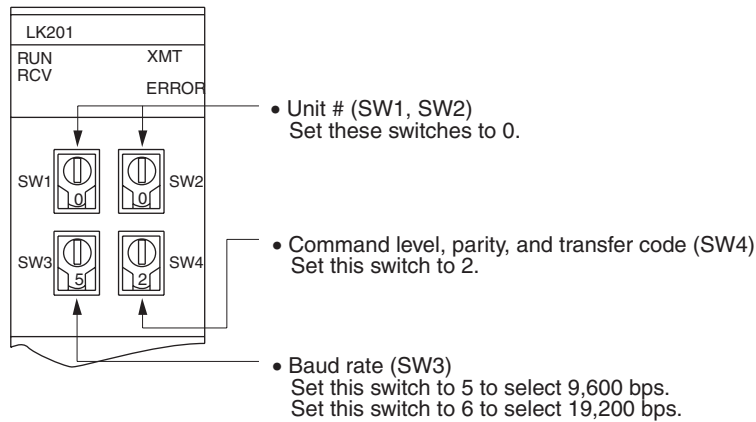 LK201
RUN XMT
RCV
ERROR
• Unit # (SW1, SW2)
Set these switches to 0.
SW1 0 0 SW2
• Command level, parity, and transfer code (SW4)
Set this switch to 2.
SW3 5 2 SW4
• Baud rate (SW3)
Set this switch to 5 to select 9,600 bps.
Set this switch to 6 to select 19,200 bps.